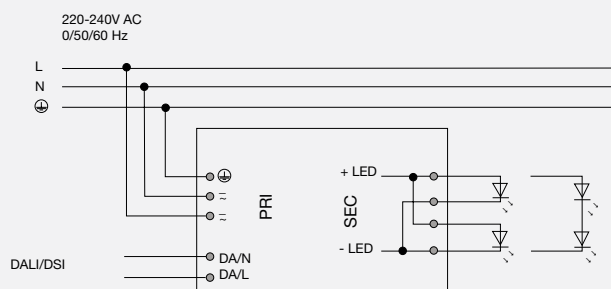 220-240V AC
0/50/60 Hz
L
N
+ LED
PRI
SEC
- LED
DA/N
DALI/DSI
DA/L